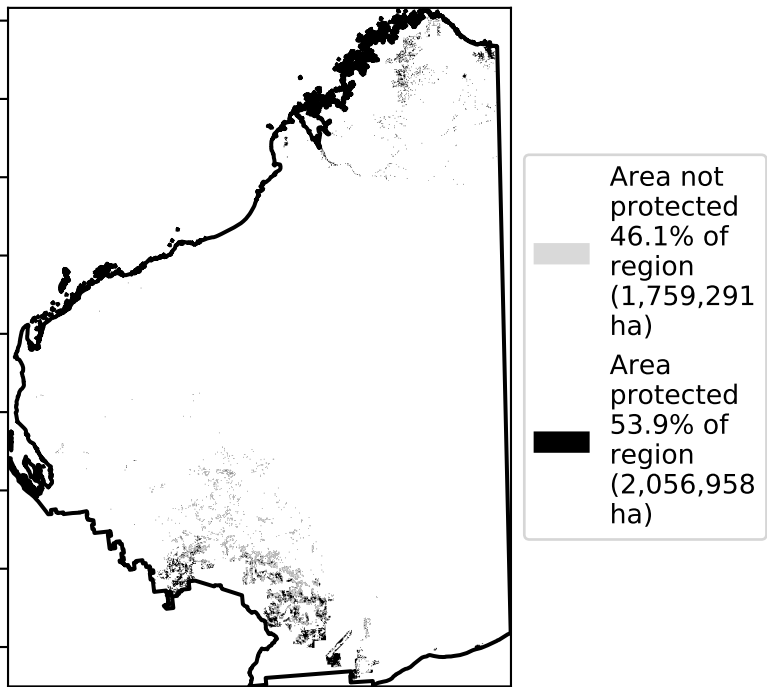 Area not
protected
46.1% of
region
(1,759,291
ha)
Area
protected
53.9% of
region
(2,056,958
ha)